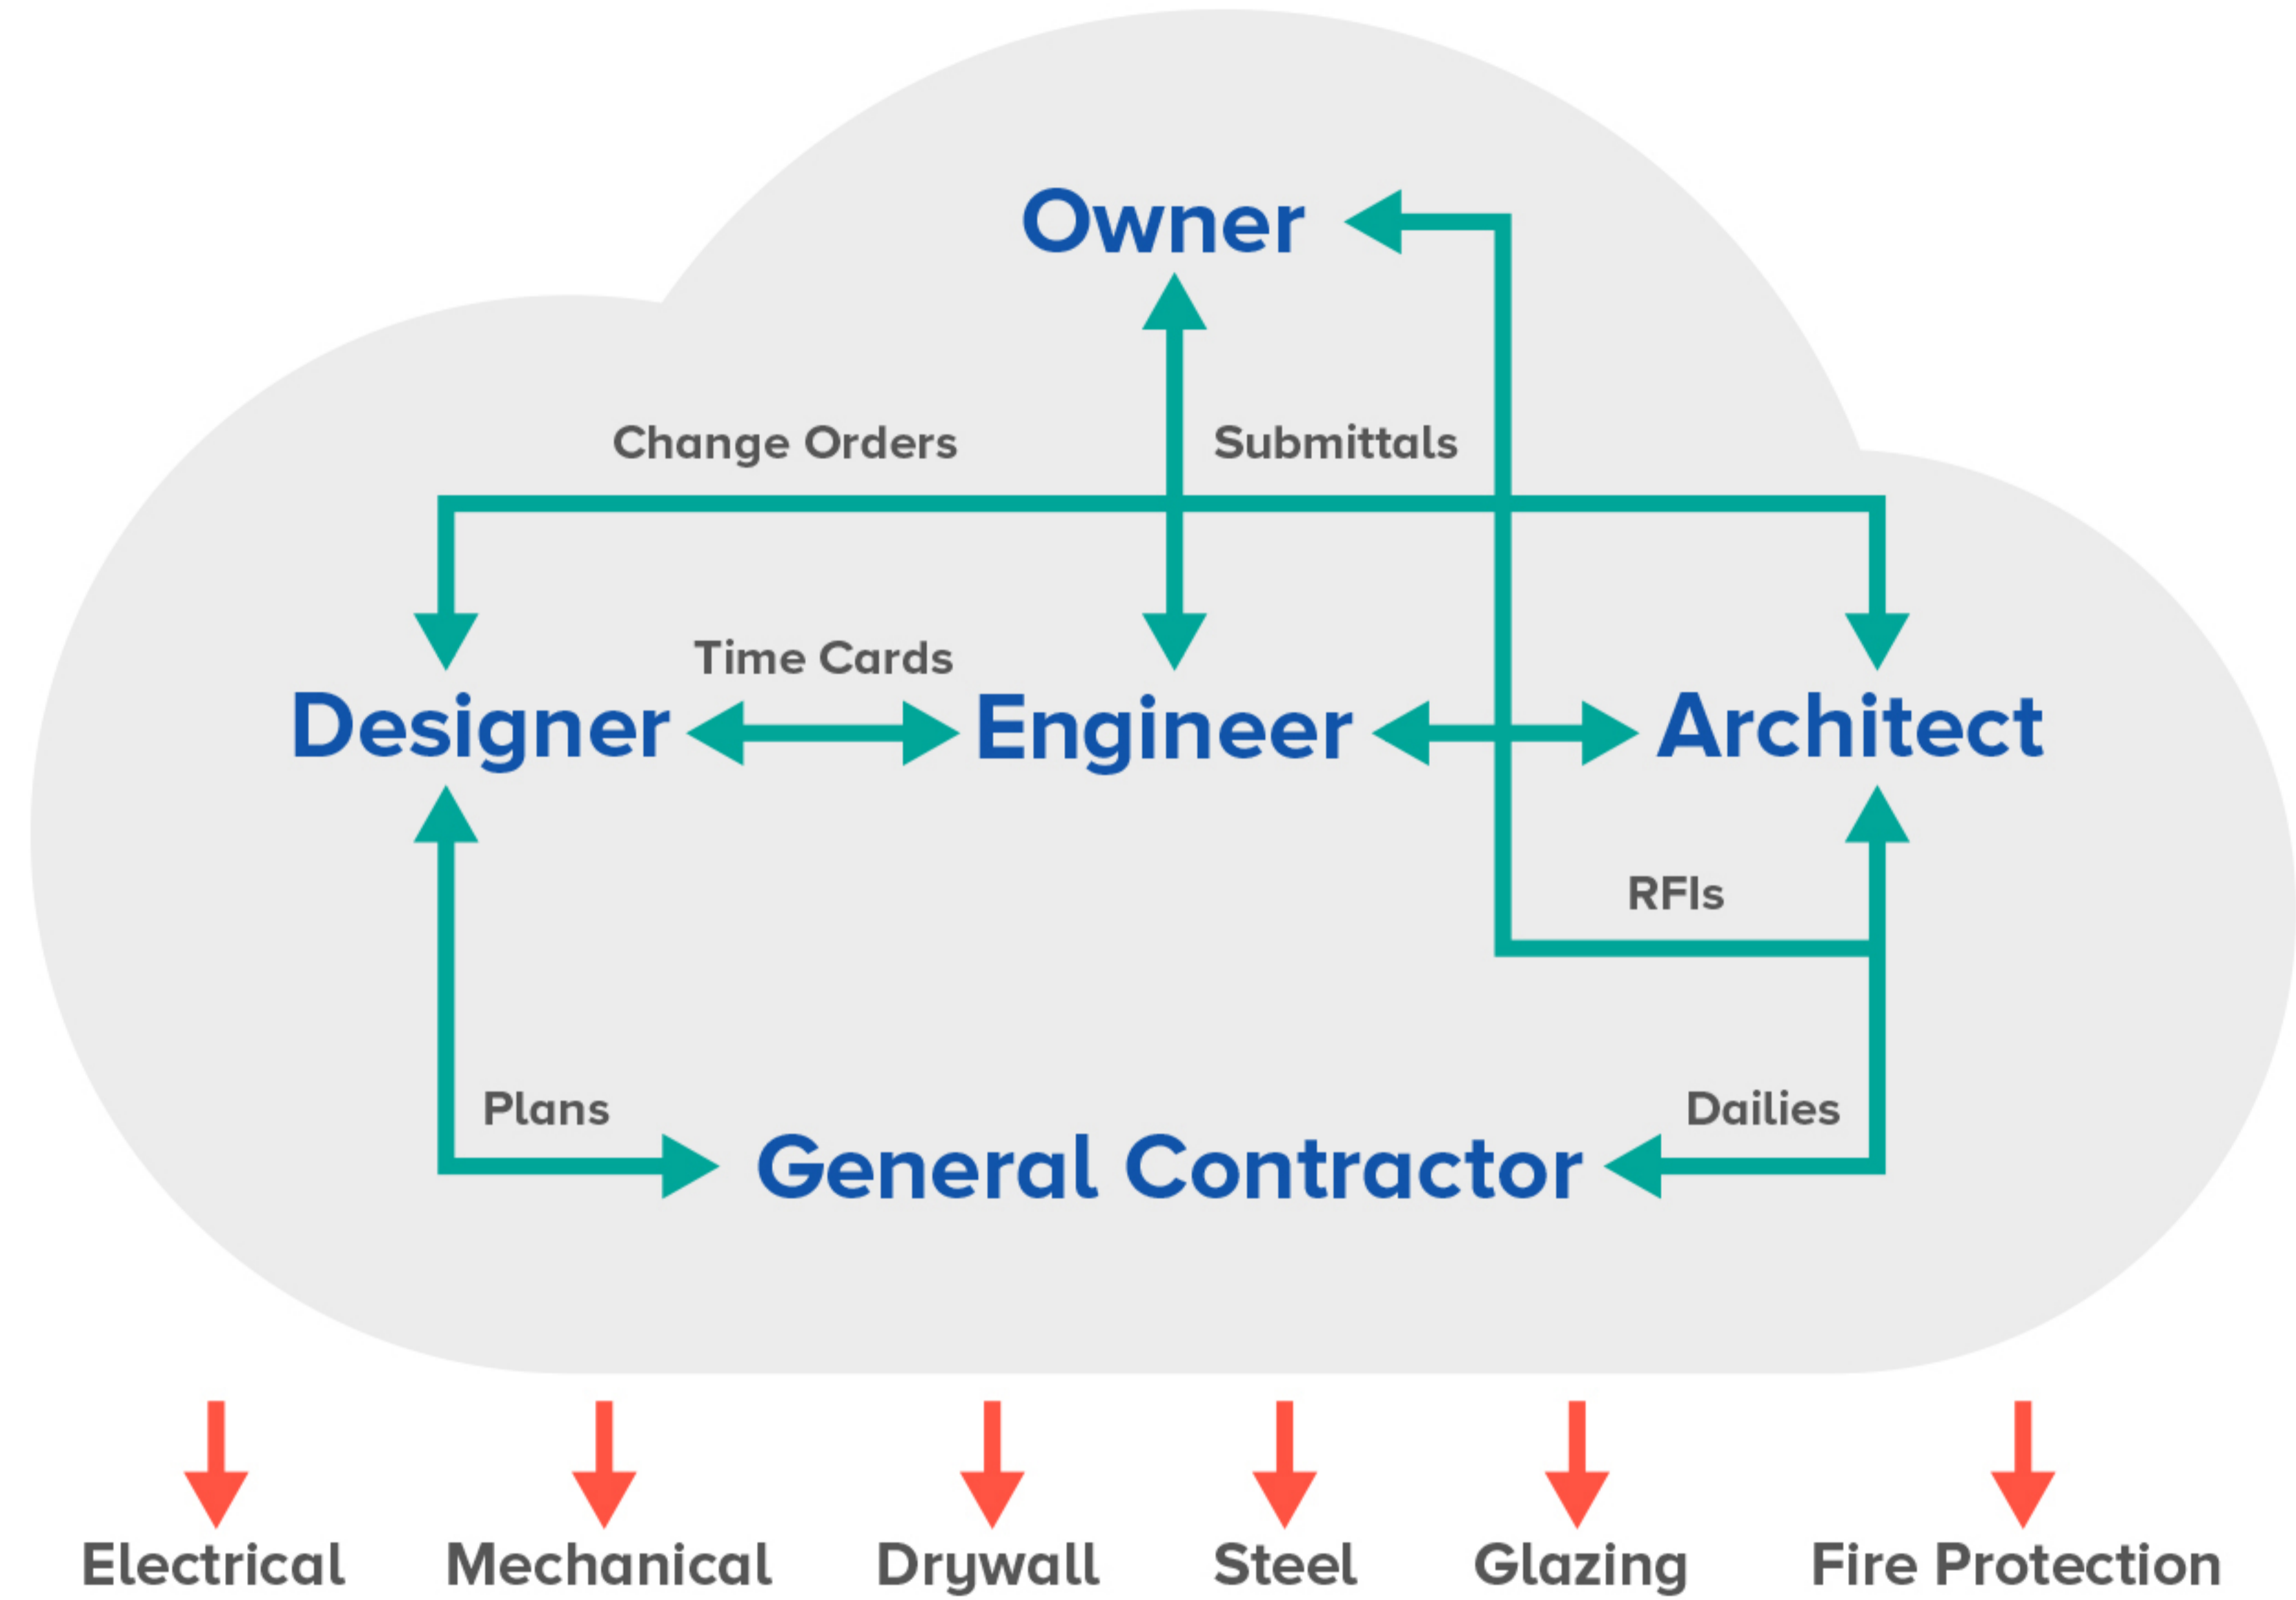 Owner
Change Orders
Submittals
Time Cards
Designer
Engineer
Architect
RFIs
Plans
Dailies
General Contractor
Electrical
Mechanical
Drywall
Steel
Glazing
Fire Protection